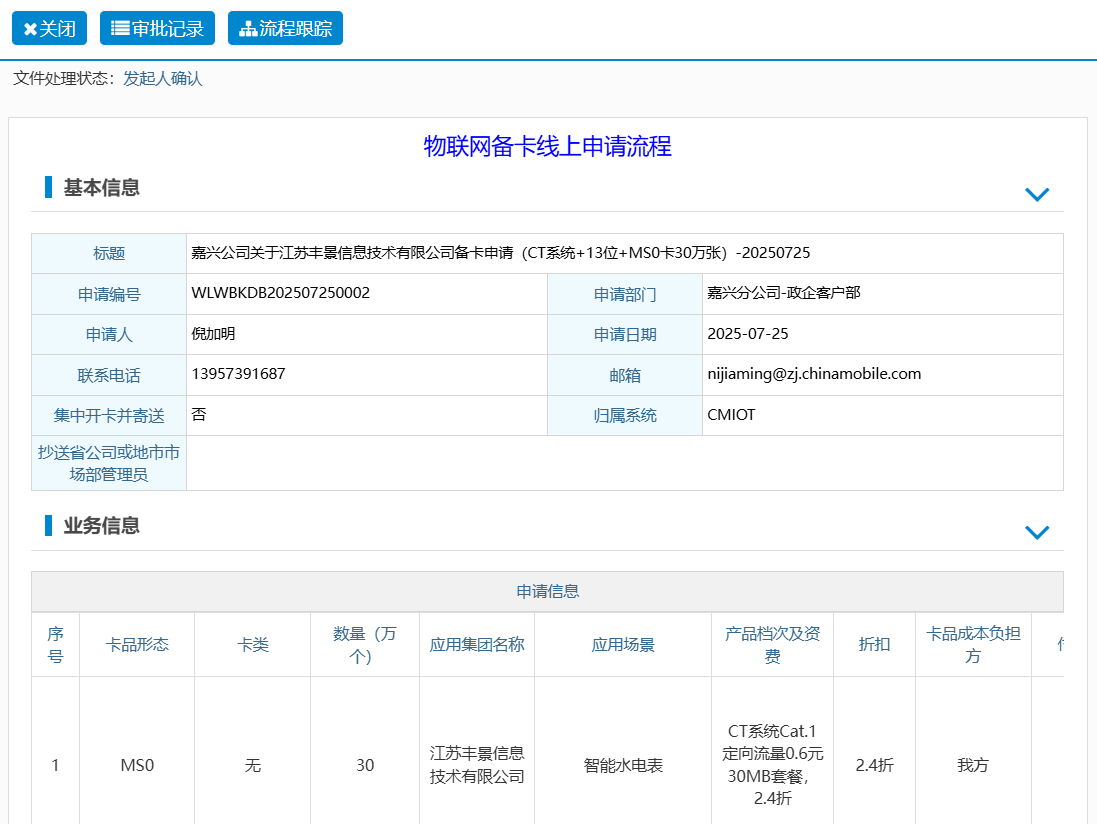 关闭 审批记录 流程跟踪
文件处理状态：发起人确认
物联网备卡线上申请流程
基本信息
标题 嘉兴公司关于江苏丰景信息技术有限公司备卡申请（CT系统+13位+MS0卡30万张）-20250725
申请编号 WLWBKDB202507250002 申请部门 嘉兴分公司-政企客户部
申请人 倪加明 申请日期 2025-07-25
联系电话 13957391687 邮箱 nijiaming@zj.chinamobile.com
集中开卡并寄送 否 归属系统 CMIOT
抄送省公司或地市市
场部管理员
业务信息
申请信息
序
号
卡品形态
卡类
数量（万
个）
应用集团名称
应用场景
产品档次及资
费
折扣
卡品成本负担
方
1
MS0
无
30
江苏丰景信息
技术有限公司
智能水电表
CT系统Cat.1
定向流量0.6元
30MB套餐，
2.4折
2.4折
我方